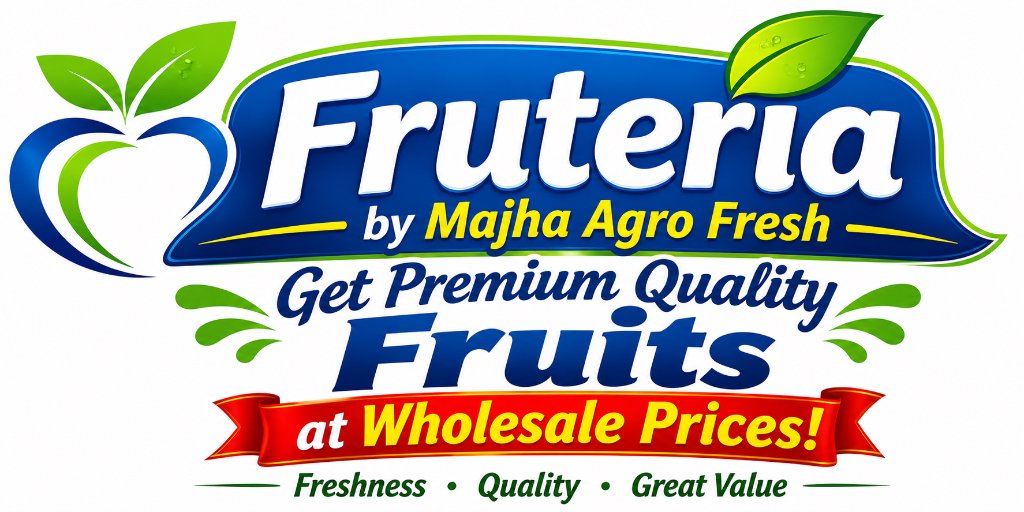 Fruteria
by Majha Agro Fresh
Get Premium Quality
Fruits
at Wholesale Prices!
Freshness • Quality • Great Value